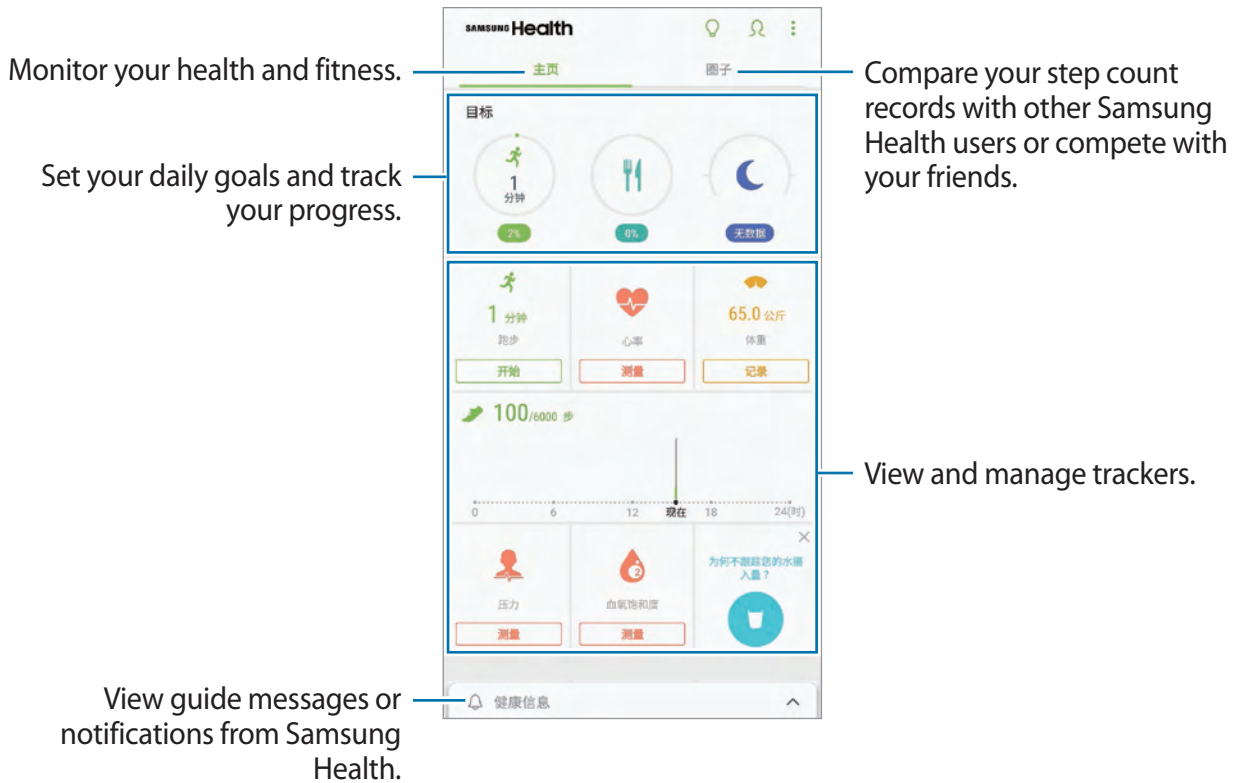 SAMSUNG Health
Monitor your health and fitness.
主页
圈子
Compare your step count
records with other Samsung
Health users or compete with
your friends.
Set your daily goals and track
your progress.
目标
1
分钟
2%
0%
无数据
1 分钟
跑步
开始
心率
测量
65.0 公斤
体重
记录
100/6000 步
0 6 12 现在 18 24(时)
View and manage trackers.
压力
测量
2
血氧饱和度
测量
为何不跟踪您的水摄
入量？
View guide messages or
notifications from Samsung
Health.
健康信息